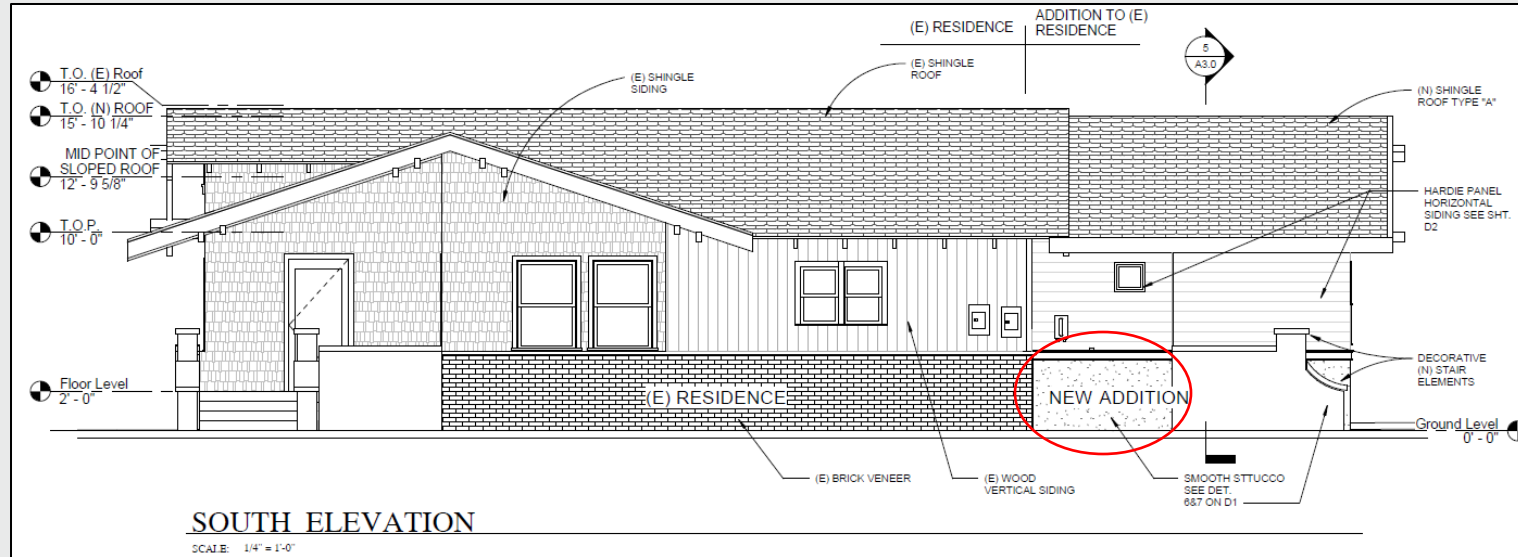 (E) RESIDENCE
ADDITION TO (E)
RESIDENCE
5
A3.0
T.O. (E) Roof
16' - 4 1/2"
T.O. (N) ROOF
15' - 10 1/4"
MID POINT OF
SLOPED ROOF
12' - 9 5/8"
T.O.P.
10' - 0"
Floor Level
2' - 0"
(E) SHINGLE
SIDING
(E) SHINGLE
ROOF
(N) SHINGLE
ROOF TYPE "A"
HARDIE PANEL
HORIZONTAL
SIDING SEE SHT.
D2
DECORATIVE
(N) STAIR
ELEMENTS
(E) RESIDENCE
NEW ADDITION
Ground Level
0' - 0"
(E) BRICK VENEER
(E) WOOD
VERTICAL SIDING
SMOOTH STTUCCO
SEE DET.
6&7 ON D1
SOUTH ELEVATION
SCALE: 1/4" = 1'-0"